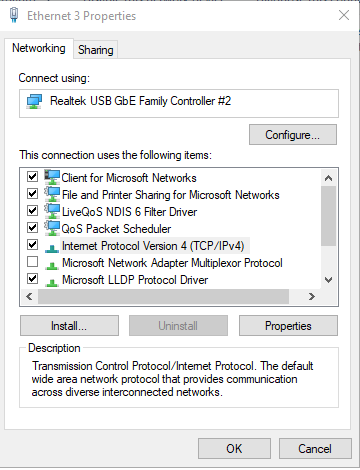 Ethernet 3 Properties
Networking
Sharing
Connect using:
Realtek USB GbE Family Controller #2
Configure...
This connection uses the following items:
Client for Microsoft Networks
File and Printer Sharing for Microsoft Networks
LiveQoS NDIS 6 Filter Driver
QoS Packet Scheduler
Internet Protocol Version 4 (TCP/IPv4)
Microsoft Network Adapter Multiplexor Protocol
Microsoft LLDP Protocol Driver
Install...
Uninstall
Properties
Description
Transmission Control Protocol/Internet Protocol. The default
wide area network protocol that provides communication
across diverse interconnected networks.
OK
Cancel